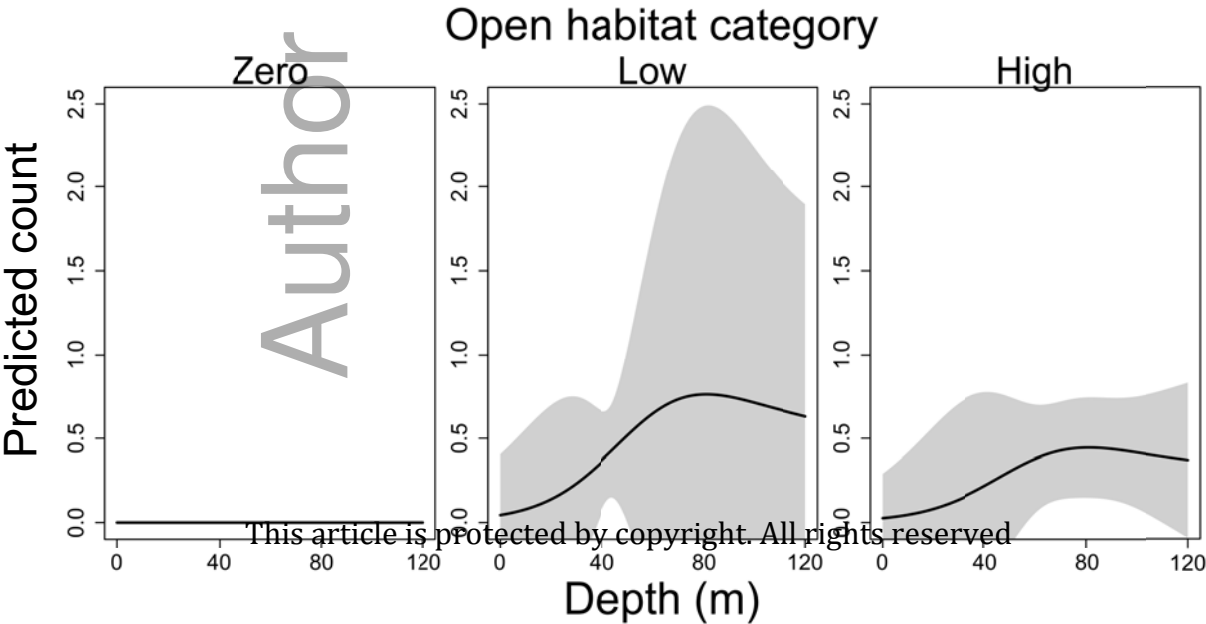 Open habitat category
Zero
Low
High
Author
Predicted count
2.5
2.0
1.5
1.0
0.5
0.0
2.5
2.0
1.5
1.0
0.5
0.0
2.5
2.0
1.5
1.0
0.5
0.0
This article is protected by copyright. All rights reserved
0 40 80 120
0 40 80 120
0 40 80 120
Depth (m)